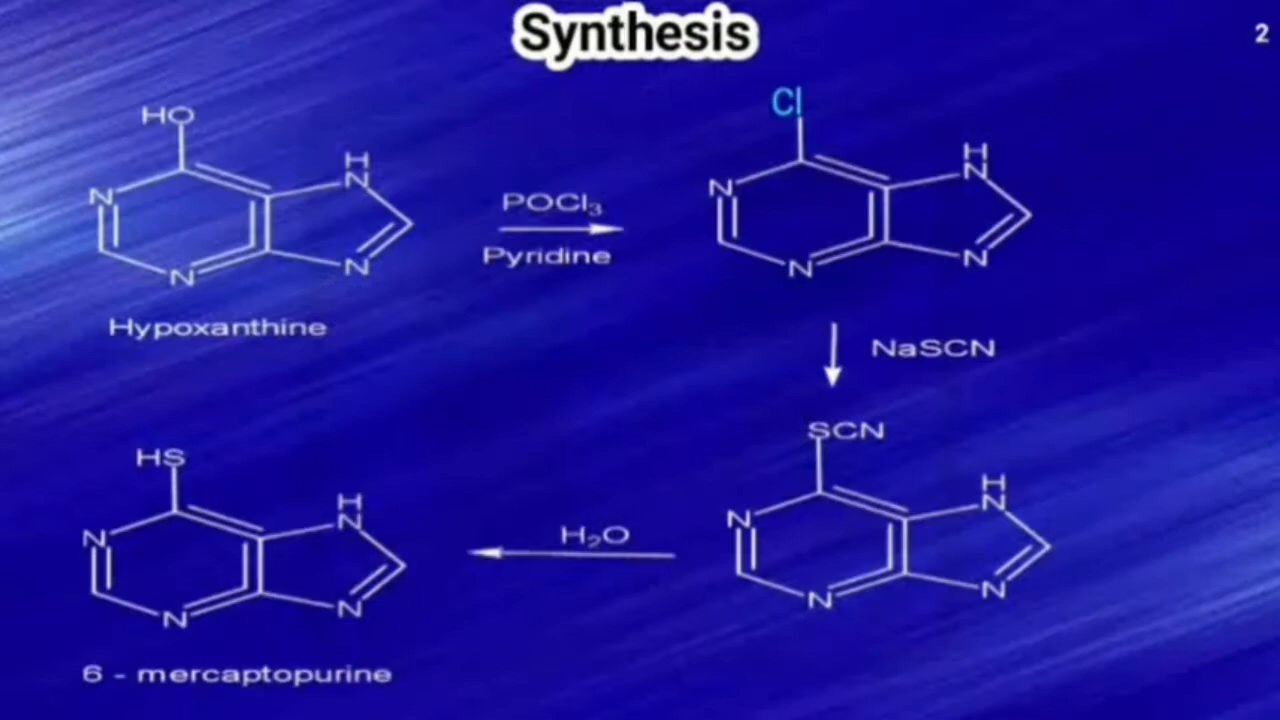 Synthesis
2
HO
N
H
N
N
N
Hypoxanthine
POCl₃
Pyridine
Cl
N
H
N
N
N
NaSCN
SCN
N
H
N
N
N
H₂O
HS
N
H
N
N
N
6 - mercaptopurine